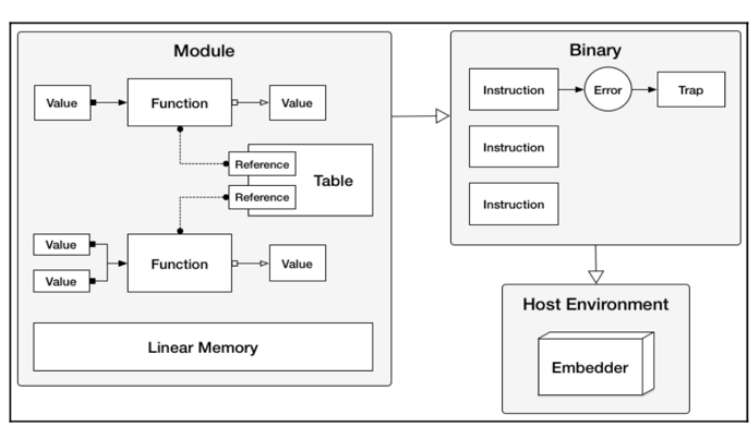 Module
Value
Function
Value
Reference
Table
Reference
Value
Value
Function
Value
Linear Memory
Binary
Instruction
Error
Trap
Instruction
Instruction
Host Environment
Embedder